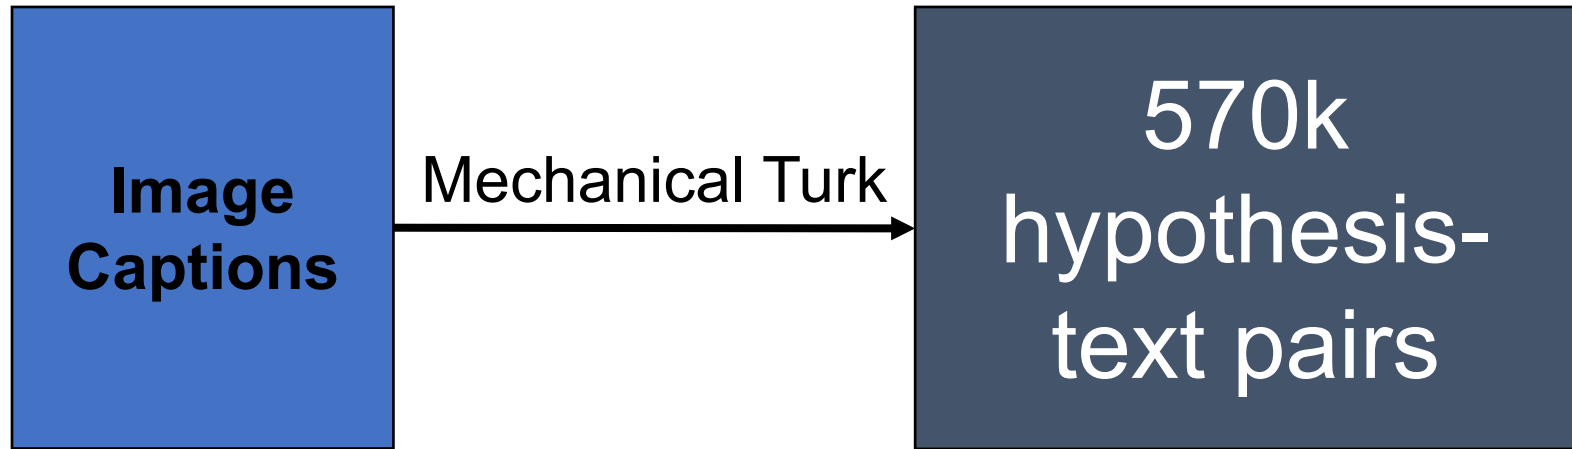 Image
Captions
Mechanical Turk
570k
hypothesis-
text pairs